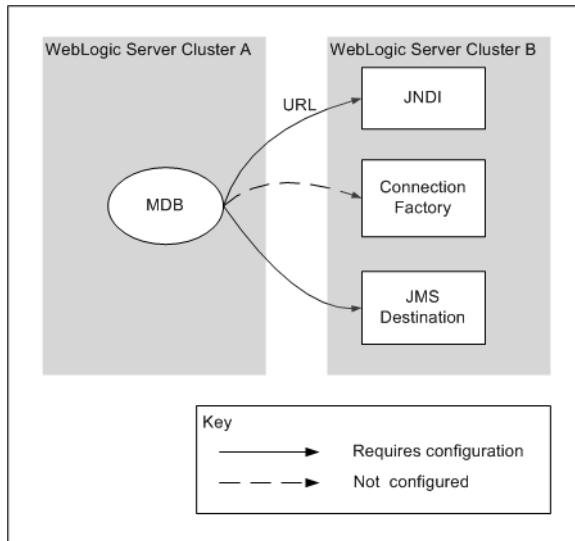 WebLogic Server Cluster A
WebLogic Server Cluster B
URL
JNDI
MDB
Connection
Factory
JMS
Destination
Key
Requires configuration
Not configured